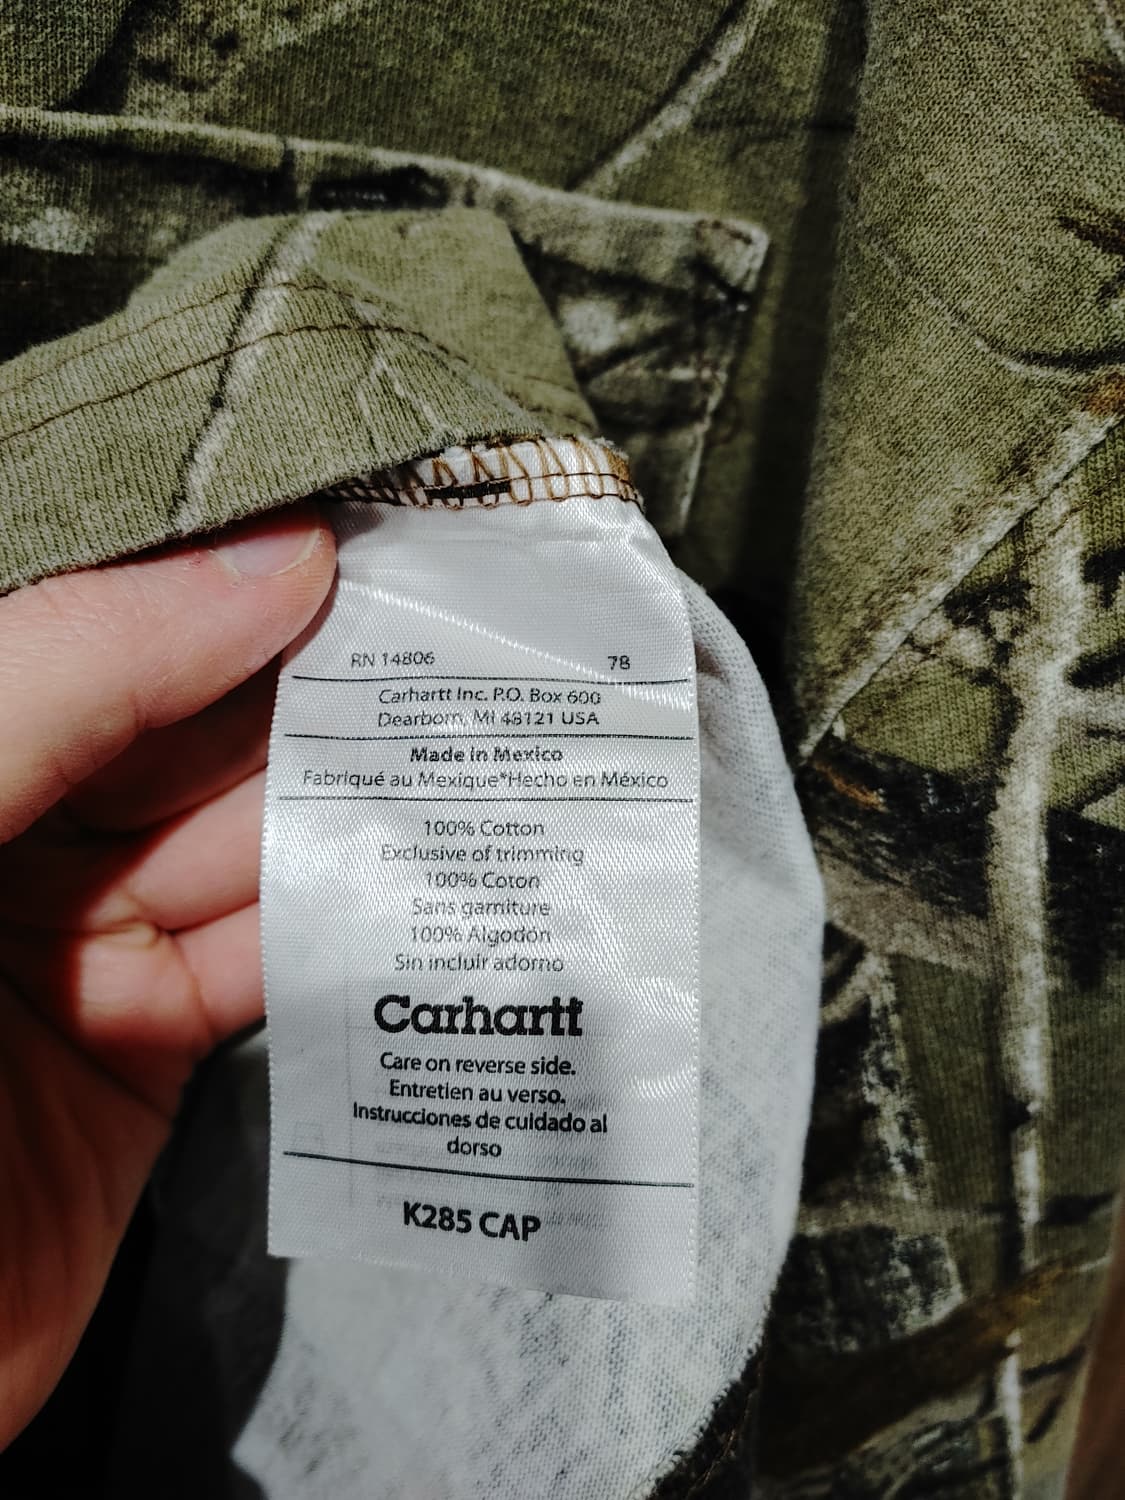 RN 14806 78
Carhartt Inc. P.O. Box 600
Dearborn, MI 48121 USA
Made in Mexico
Fabriqué au Mexique*Hecho en México
100% Cotton
Exclusive of trimming
100% Coton
Sans garniture
100% Algodón
Sin incluir adorno
Carhartt
Care on reverse side.
Entretien au verso.
Instrucciones de cuidado al
dorso
K285 CAP